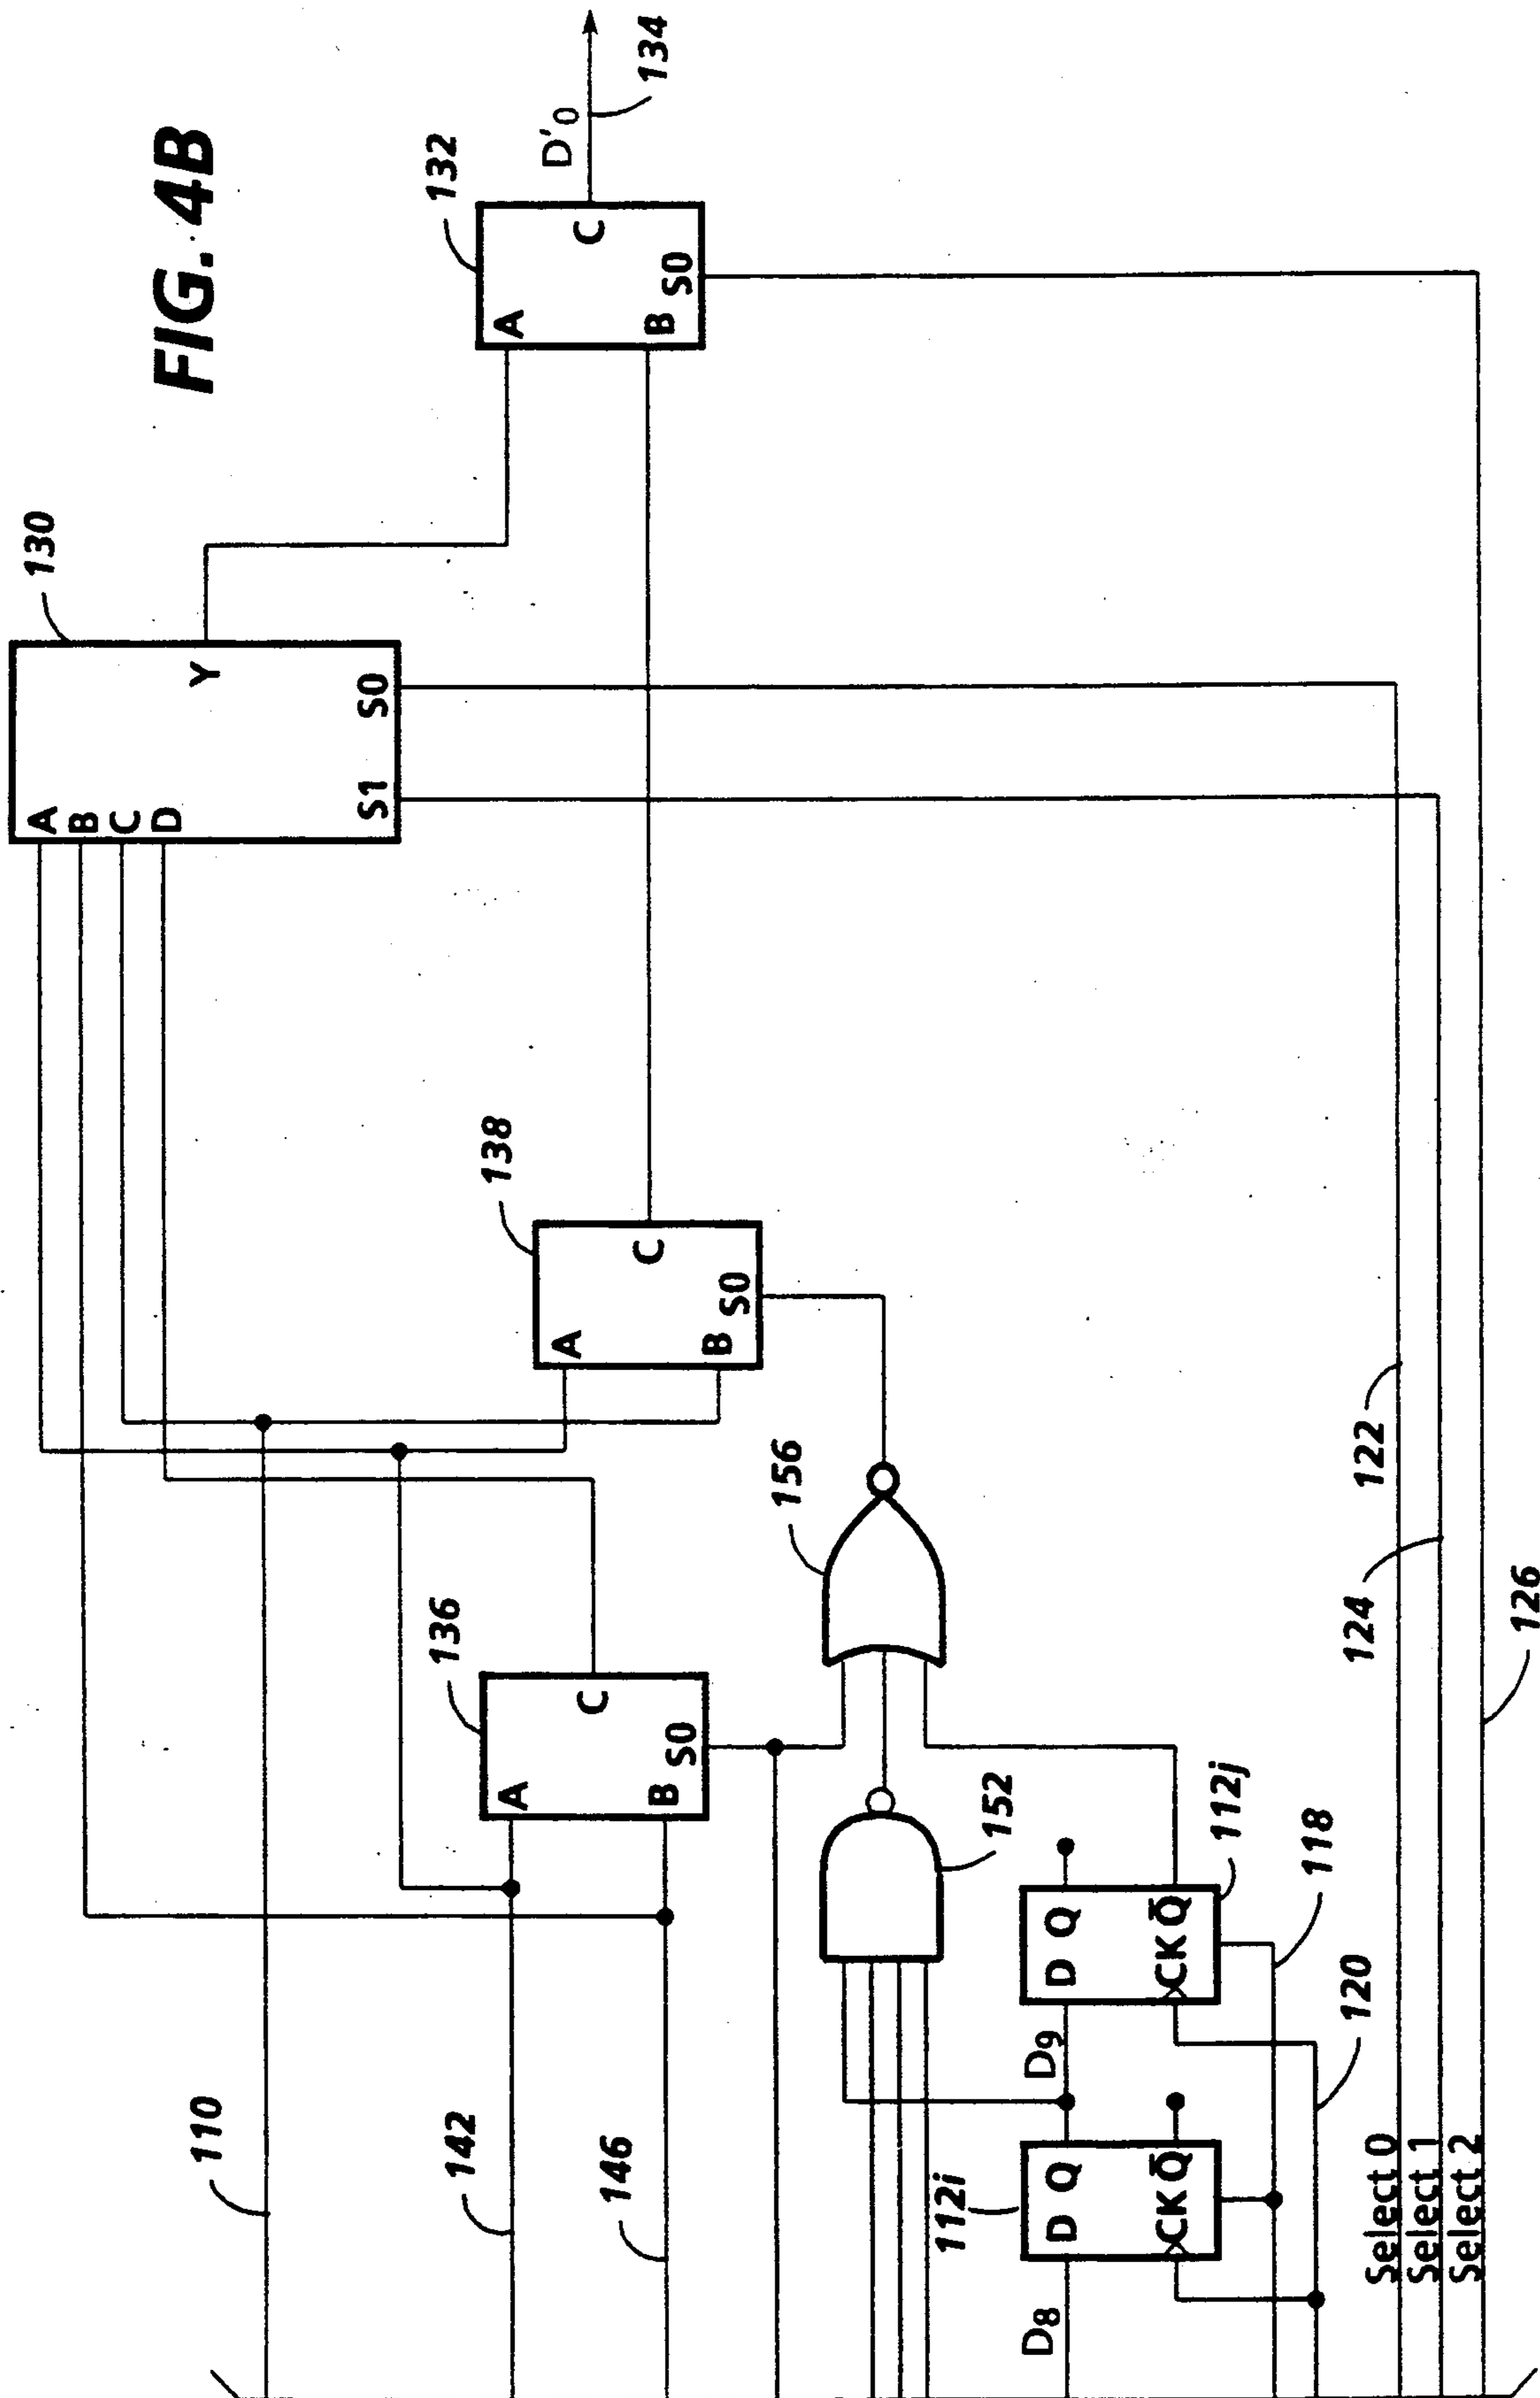 FIG. 4B
130
A
B
C
D
Y
S1 S0
132
A
B
C
S0
D'0
134
110
142
146
136
A
B
C
S0
138
A
B
C
S0
156
152
112i
D8
D Q
CK Q̅
D9
112j
D Q
CK Q̅
118
120
Select 0
Select 1
Select 2
122
124
126